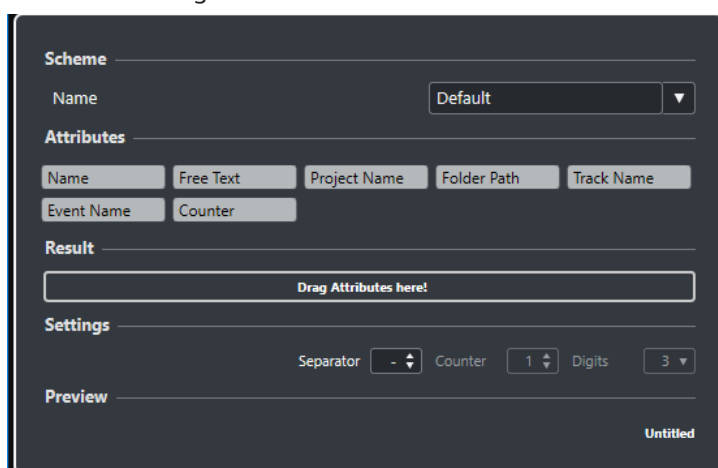 Scheme
Name Default
Attributes
Name Free Text Project Name Folder Path Track Name
Event Name Counter
Result
Drag Attributes here!
Settings
Separator - Counter 1 Digits 3
Preview
Untitled